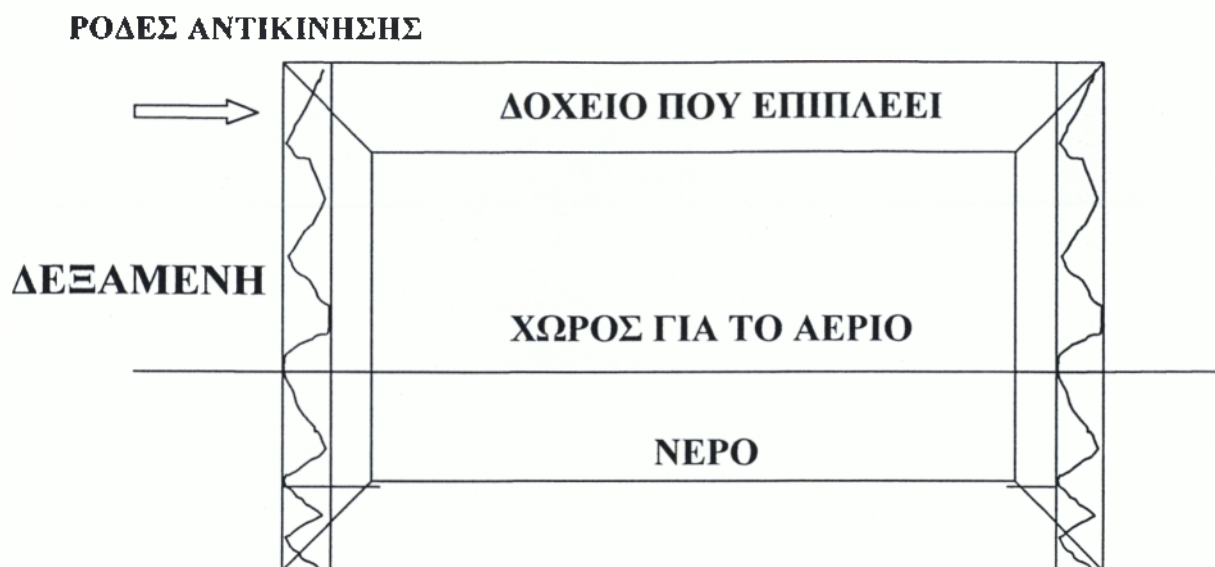 ΡΟΔΕΣ ΑΝΤΙΚΙΝΗΣΗΣ
ΔΟΧΕΙΟ ΠΟΥ ΕΠΙΠΛΕΕΙ
ΔΕΞΑΜΕΝΗ
ΧΩΡΟΣ ΓΙΑ ΤΟ ΑΕΡΙΟ
ΝΕΡΟ